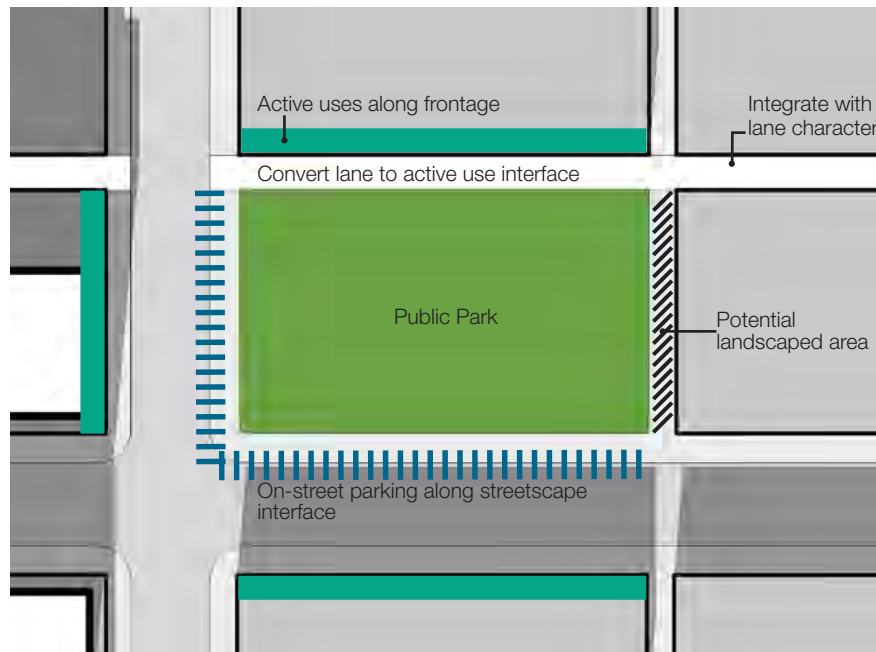 Active uses along frontage
Integrate with
lane character
Convert lane to active use interface
Public Park
Potential
landscaped area
On-street parking along streetscape
interface